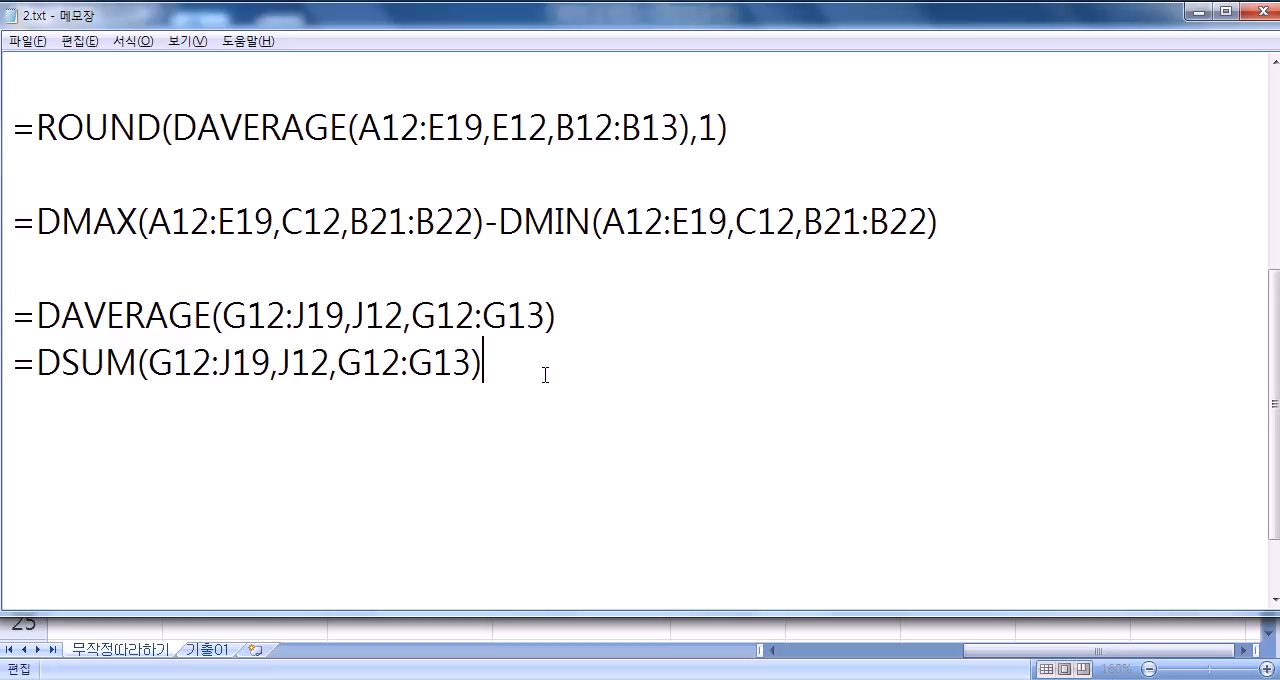 2.txt - 메모장
파일(F) 편집(E) 서식(O) 보기(V) 도움말(H)
=ROUND(DAVERAGE(A12:E19,E12,B12:B13),1)
=DMAX(A12:E19,C12,B21:B22)-DMIN(A12:E19,C12,B21:B22)
=DAVERAGE(G12:J19,J12,G12:G13)
=DSUM(G12:J19,J12,G12:G13)
25
무작정따라하기 기출01
편집 160%